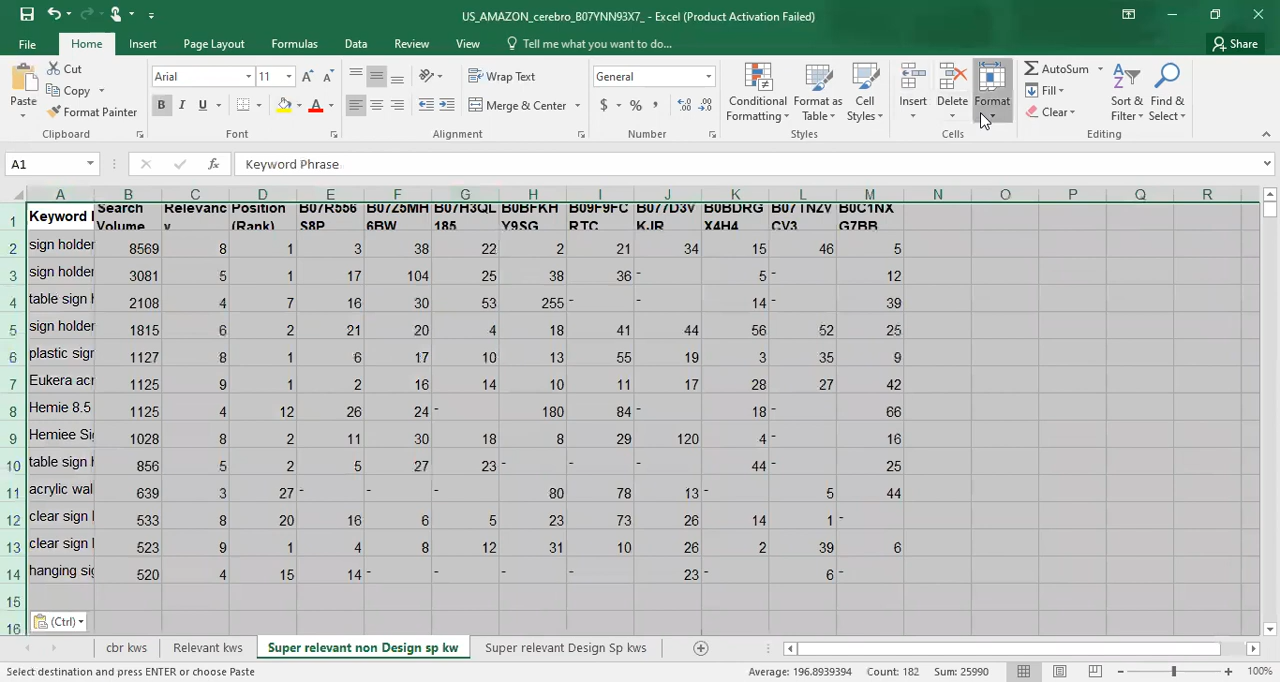 US_AMAZON_cerebro_B07YNN93X7_ - Excel (Product Activation Failed)
File Home Insert Page Layout Formulas Data Review View Tell me what you want to do... Share
Paste Cut Copy Format Painter Clipboard
Arial 11 B I U A Font
Wrap Text Merge & Center Alignment
General $ % , Number
Conditional Formatting Format as Table Cell Styles Styles
Insert Delete Format Cells
AutoSum Fill Clear Sort & Filter Find & Select Editing
A1 fx Keyword Phrase
A B C D E F G H I J K L M N O P Q R
1 Keyword Search Volume Relevanc y Position (Rank) B07R556 S8P B07Z5MH 6BW B07H3QL 185 B0BFKH Y9SG B09F9FC RTC B077D3V KJR B0BDRG X4H4 B07TNZV CV3 B0C1NX G7BB
2 sign holder 8569 8 1 3 38 22 2 21 34 15 46 5
3 sign holder 3081 5 1 17 104 25 38 36 - 5 - 12
4 table sign h 2108 4 7 16 30 53 255 - - 14 - 39
5 sign holder 1815 6 2 21 20 4 18 41 44 56 52 25
6 plastic sign 1127 8 1 6 17 10 13 55 19 3 35 9
7 Eukera acr 1125 9 1 2 16 14 10 11 17 28 27 42
8 Hemie 8.5 1125 4 12 26 24 - 180 84 - 18 - 66
9 Hemiee Si 1028 8 2 11 30 18 8 29 120 4 - 16
10 table sign h 856 5 2 5 27 23 - - - 44 - 25
11 acrylic wal 639 3 27 - - - 80 78 13 - 5 44
12 clear sign 533 8 20 16 6 5 23 73 26 14 1 -
13 clear sign 523 9 1 4 8 12 31 10 26 2 39 6
14 hanging sig 520 4 15 14 - - - - 23 - 6 -
15
16 (Ctrl)
cbr kws Relevant kws Super relevant non Design sp kw Super relevant Design Sp kws
Select destination and press ENTER or choose Paste Average: 196.8939394 Count: 182 Sum: 25990 100%